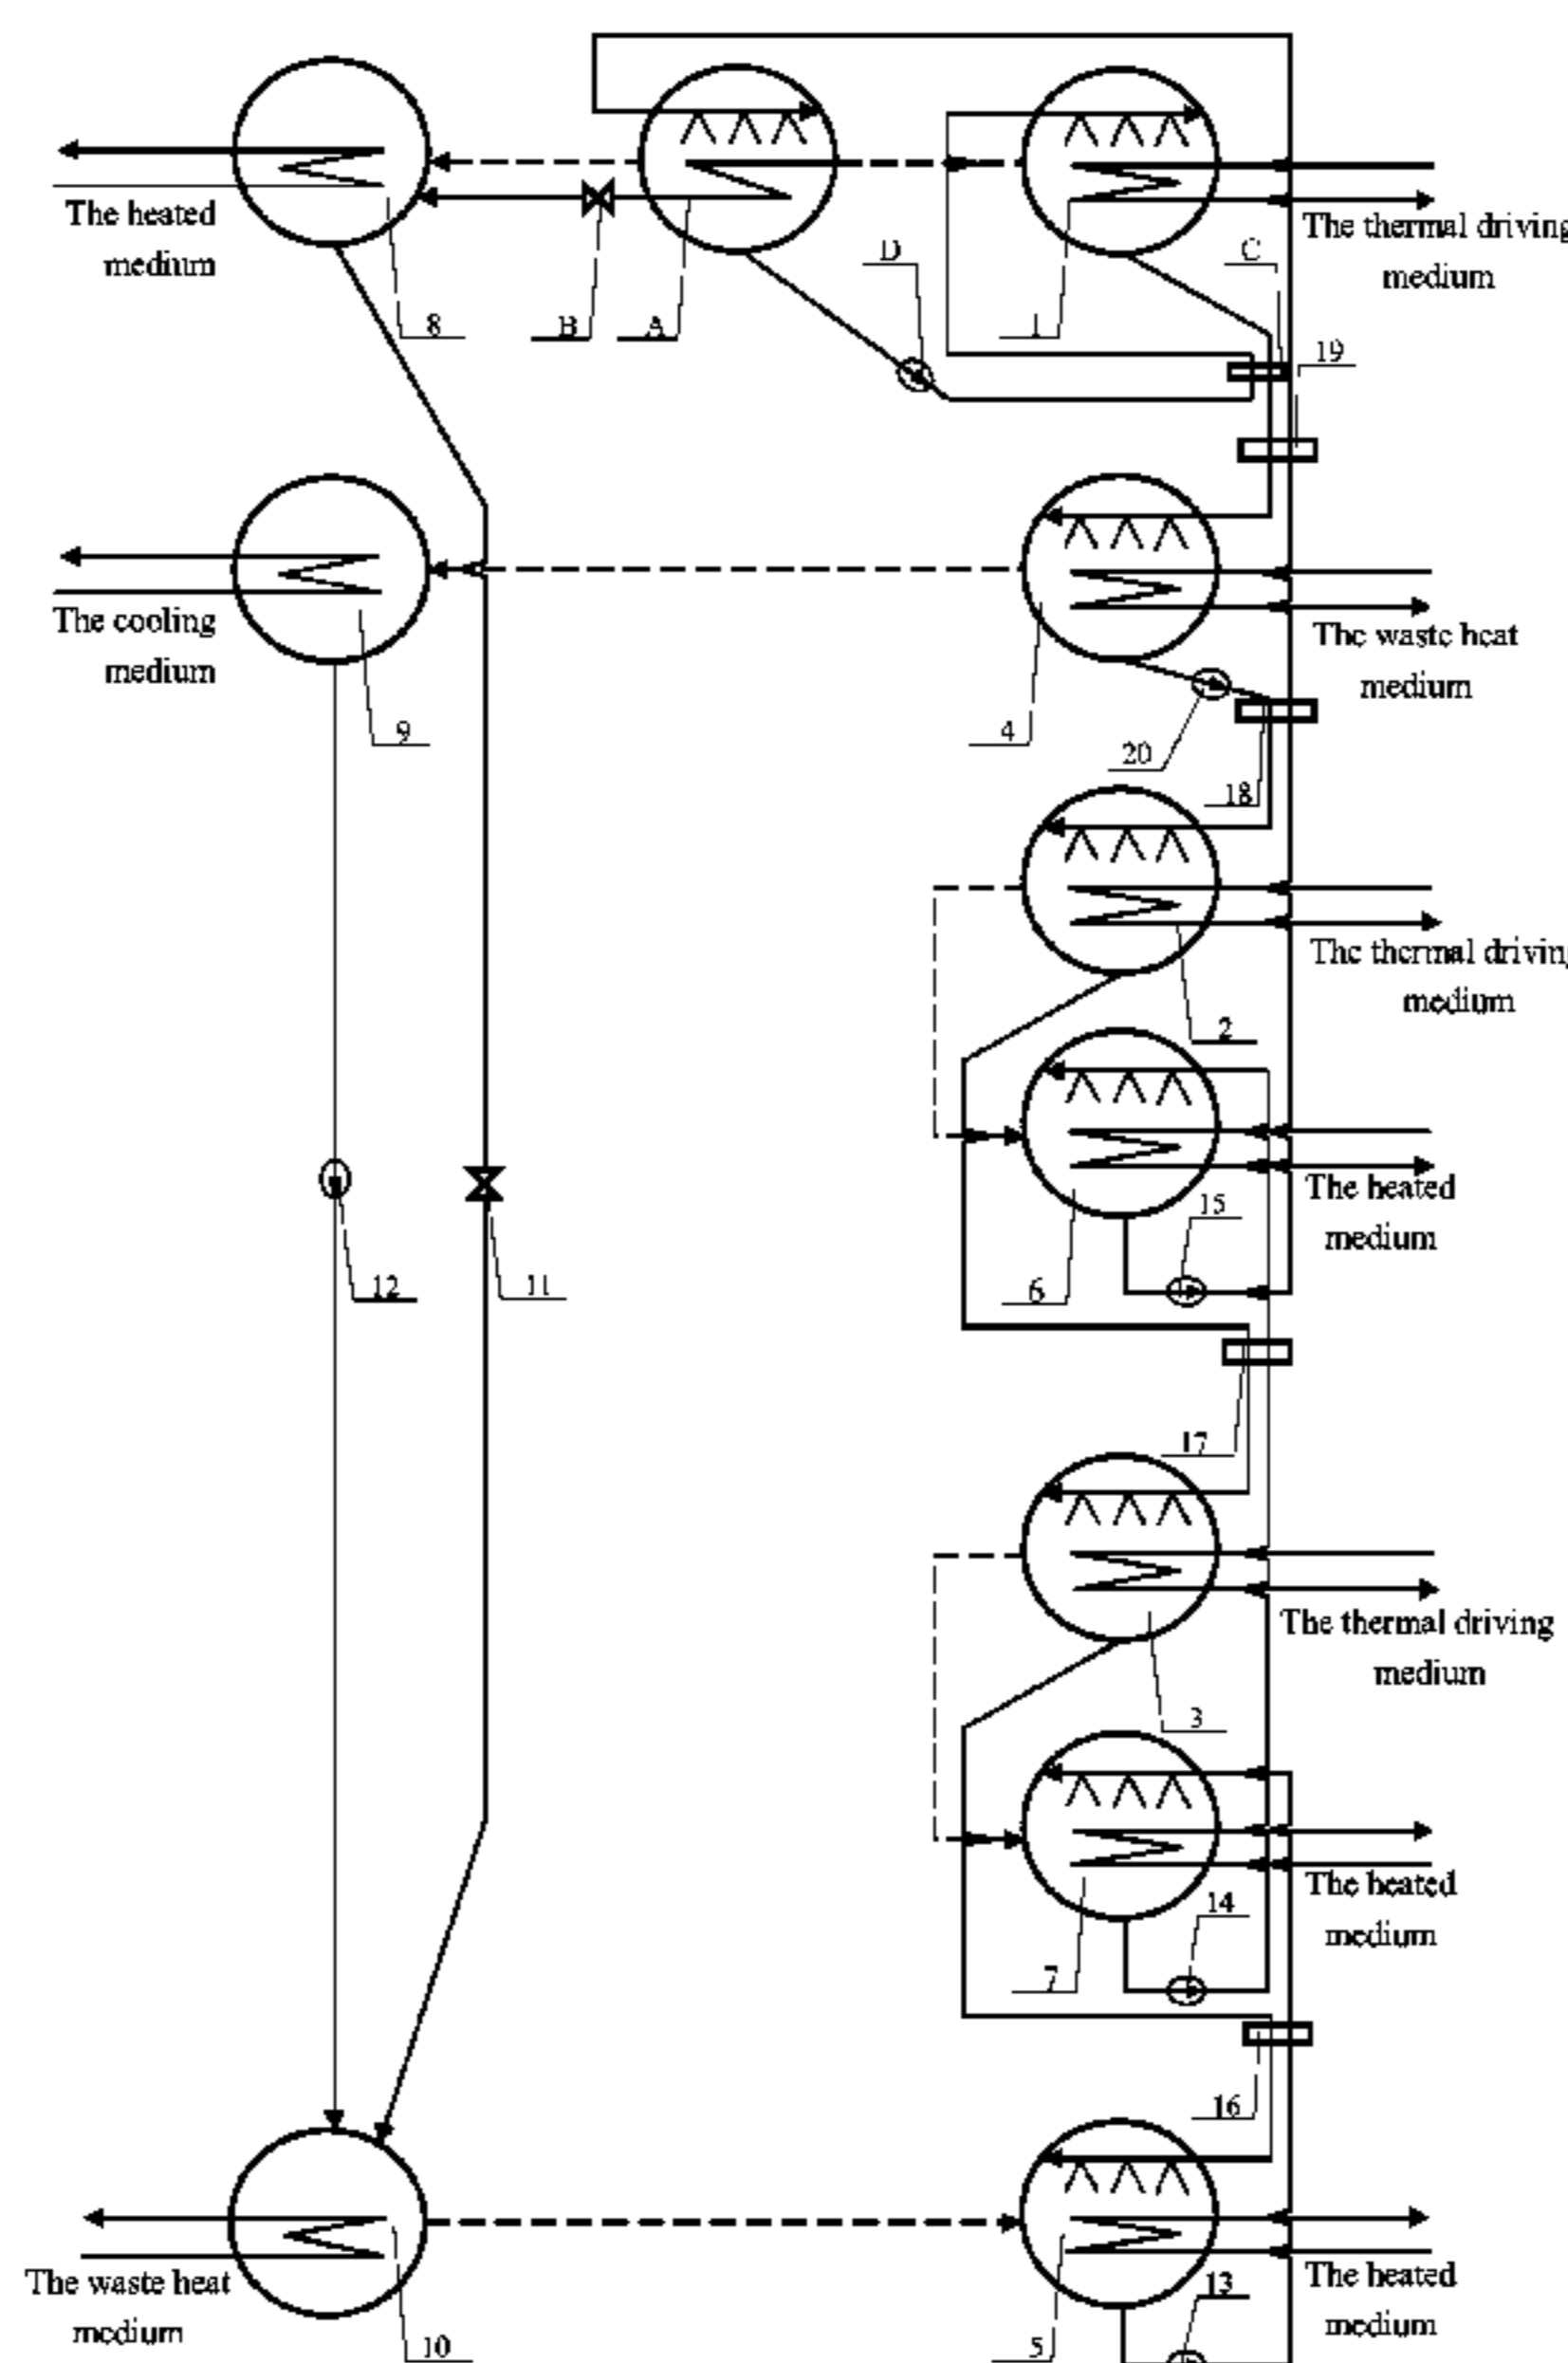 The heated
medium
8
B
A
D
1
C
The thermal driving
medium
19
The cooling
medium
9
4
The waste heat
medium
20
18
The thermal driving
medium
2
The heated
medium
15
6
12
11
17
The thermal driving
medium
3
The heated
medium
14
7
16
The waste heat
medium
10
5
13
The heated
medium